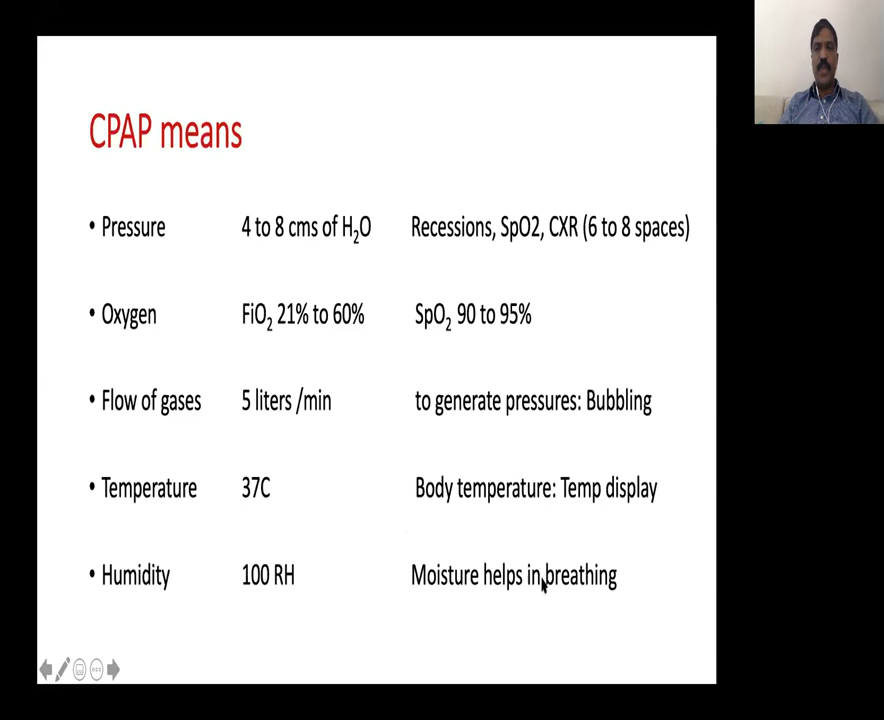 CPAP means
• Pressure 4 to 8 cms of H₂O Recessions, SpO2, CXR (6 to 8 spaces)
• Oxygen FiO₂ 21% to 60% SpO₂ 90 to 95%
• Flow of gases 5 liters /min to generate pressures: Bubbling
• Temperature 37C Body temperature: Temp display
• Humidity 100 RH Moisture helps in breathing